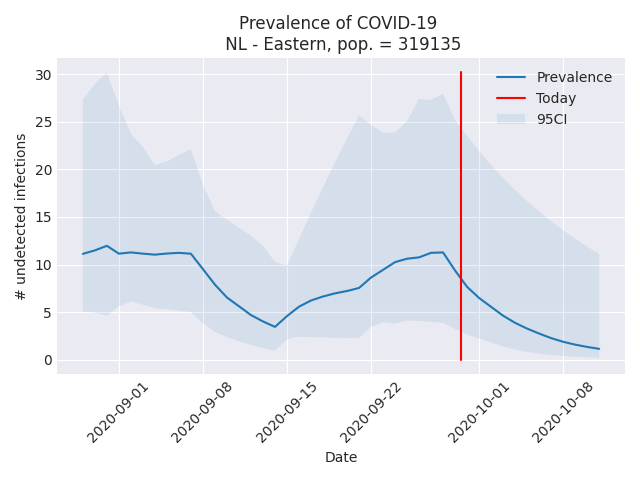 Prevalence of COVID-19
NL - Eastern, pop. = 319135
# undetected infections
30
25
20
15
10
5
0
Prevalence
Today
95CI
2020-09-01
2020-09-08
2020-09-15
2020-09-22
2020-10-01
2020-10-08
Date